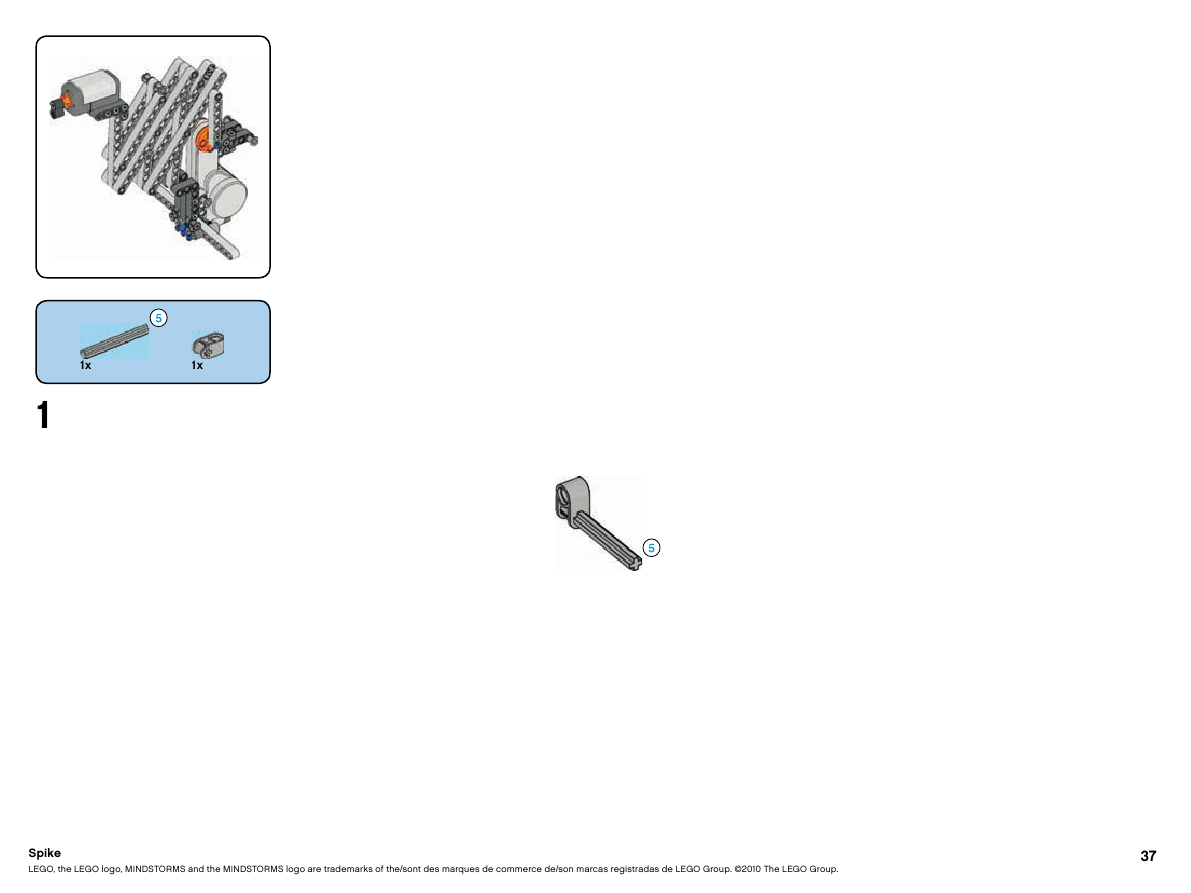 5
1x 1x
1
5
Spike
37
LEGO, the LEGO logo, MINDSTORMS and the MINDSTORMS logo are trademarks of the/sont des marques de commerce de/son marcas registradas de LEGO Group. ©2010 The LEGO Group.